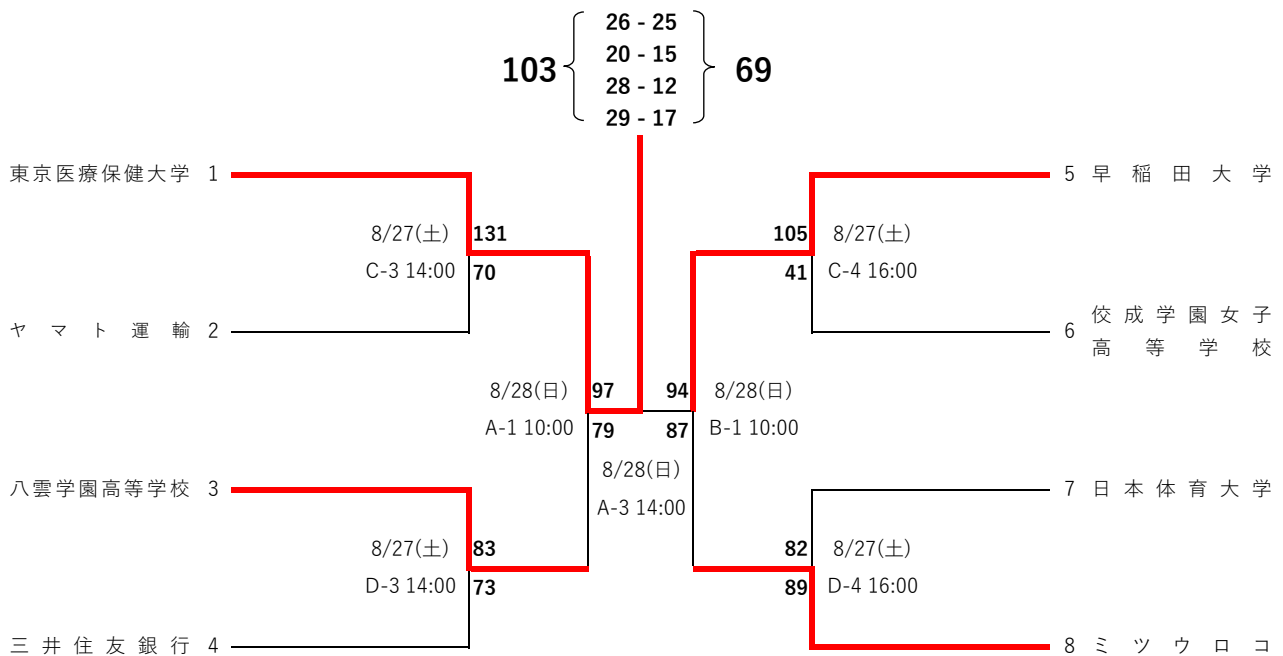 26 - 25
20 - 15
103 69
28 - 12
29 - 17
東京医療保健大学 1
5 早稲田大学
8/27(土) 131
105 8/27(土)
C-3 14:00 70
41 C-4 16:00
ヤマト運輸 2
6 佼成学園女子
高等学校
8/28(日) 97
94 8/28(日)
A-1 10:00 79
87 B-1 10:00
8/28(日)
A-3 14:00
八雲学園高等学校 3
7 日本体育大学
8/27(土) 83
82 8/27(土)
D-3 14:00 73
89 D-4 16:00
三井住友銀行 4
8 ミツウロコ